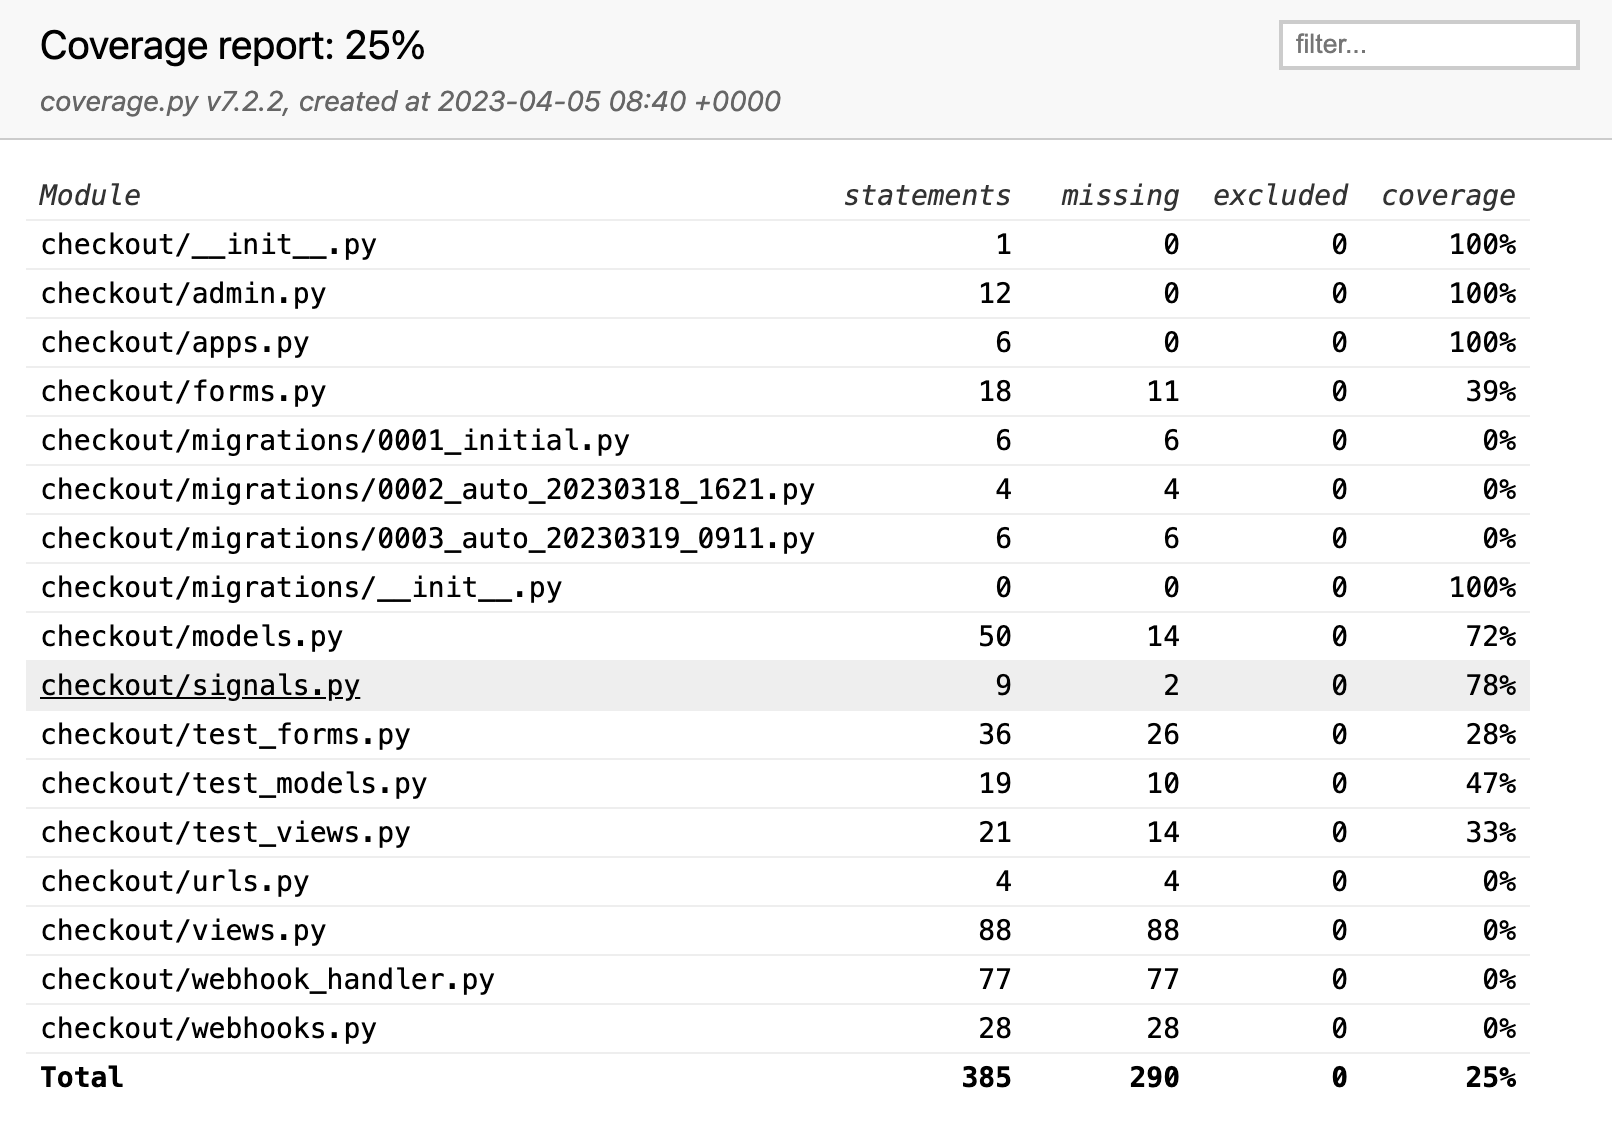 Coverage report: 25%
filter...
coverage.py v7.2.2, created at 2023-04-05 08:40 +0000
Module statements missing excluded coverage
checkout/__init__.py 1 0 0 100%
checkout/admin.py 12 0 0 100%
checkout/apps.py 6 0 0 100%
checkout/forms.py 18 11 0 39%
checkout/migrations/0001_initial.py 6 6 0 0%
checkout/migrations/0002_auto_20230318_1621.py 4 4 0 0%
checkout/migrations/0003_auto_20230319_0911.py 6 6 0 0%
checkout/migrations/__init__.py 0 0 0 100%
checkout/models.py 50 14 0 72%
checkout/signals.py 9 2 0 78%
checkout/test_forms.py 36 26 0 28%
checkout/test_models.py 19 10 0 47%
checkout/test_views.py 21 14 0 33%
checkout/urls.py 4 4 0 0%
checkout/views.py 88 88 0 0%
checkout/webhook_handler.py 77 77 0 0%
checkout/webhooks.py 28 28 0 0%
Total 385 290 0 25%